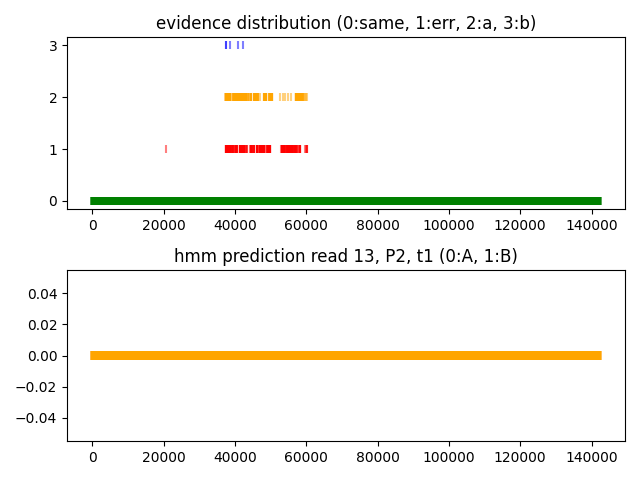 evidence distribution (0:same, 1:err, 2:a, 3:b)
3
2
1
0
0 20000 40000 60000 80000 100000 120000 140000
hmm prediction read 13, P2, t1 (0:A, 1:B)
0.04
0.02
0.00
−0.02
−0.04
0 20000 40000 60000 80000 100000 120000 140000